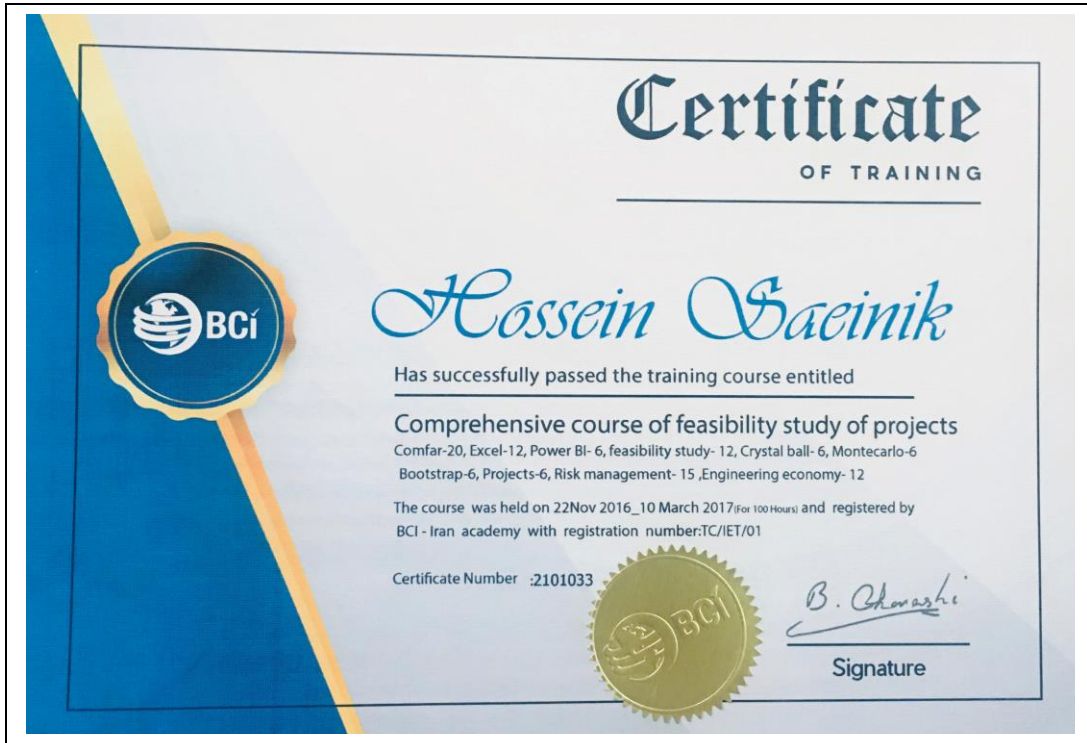 Certificate
OF TRAINING
BCi
Hossein Saeinik
Has successfully passed the training course entitled
Comprehensive course of feasibility study of projects
Comfar-20, Excel-12, Power BI- 6, feasibility study- 12, Crystal ball- 6, Montecarlo-6
Bootstrap-6, Projects-6, Risk management- 15 ,Engineering economy- 12
The course was held on 22Nov 2016_10 March 2017(For 100 Hours) and registered by
BCI - Iran academy with registration number:TC/IET/01
Certificate Number :2101033
BCi
Signature